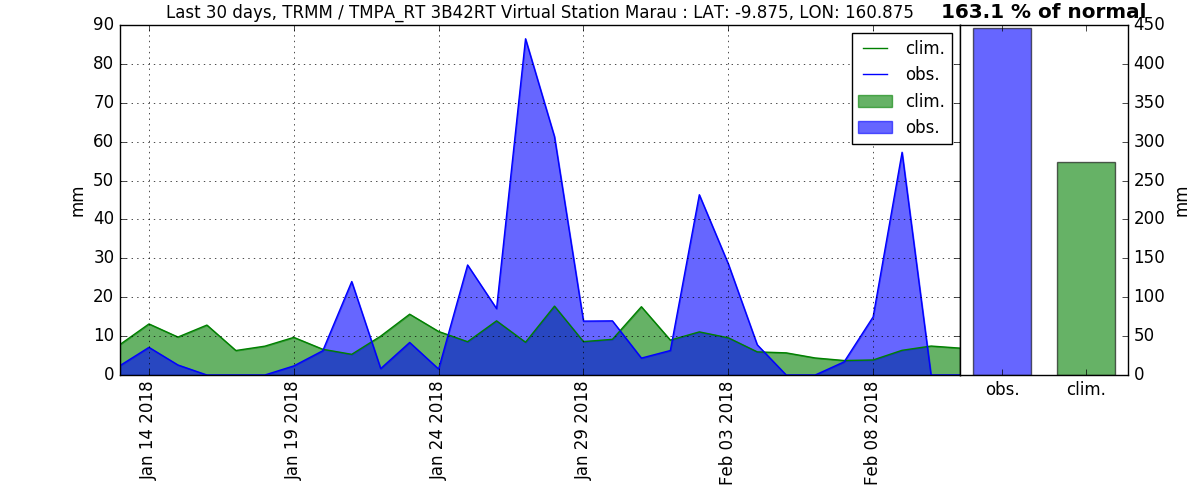 Last 30 days, TRMM / TMPA_RT 3B42RT Virtual Station Marau : LAT: -9.875, LON: 160.875
163.1 % of normal
90
80
70
60
50
40
30
20
10
0
mm
clim.
obs.
clim.
obs.
Jan 14 2018
Jan 19 2018
Jan 24 2018
Jan 29 2018
Feb 03 2018
Feb 08 2018
450
400
350
300
250
200
150
100
50
0
mm
obs.
clim.